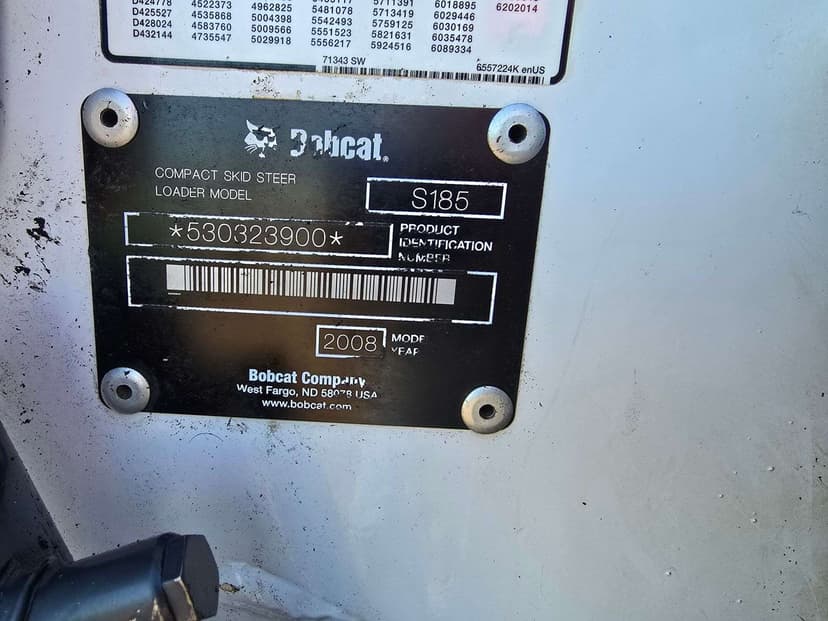 D424778 4522373 4962825 5711391 6018895 6202014
D425527 4535868 5004398 5481078 5713419 6029446
D428024 4583760 5009566 5542493 5759125 6030169
D432144 4735547 5029918 5551523 5821631 6035478
5556217 5924516 6089334
71343 SW 6557224K enUS
Bobcat®
COMPACT SKID STEER
LOADER MODEL S185
*530323900* PRODUCT
IDENTIFICATION
NUMBER
2008 MODEL
YEAR
Bobcat Company
West Fargo, ND 58078 USA
www.bobcat.com